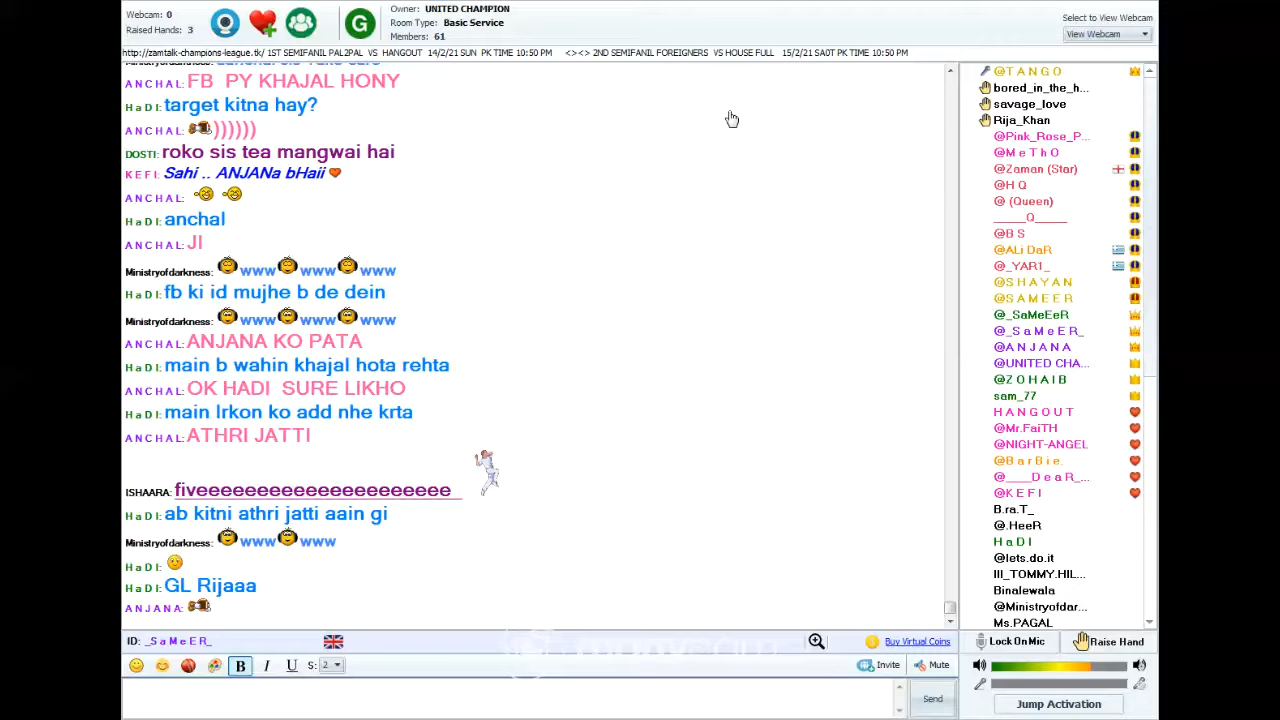 Webcam: 0
Raised Hands: 3
G
Owner: UNITED CHAMPION
Room Type: Basic Service
Members: 61
Select to View Webcam
View Webcam
http://zamtalk-champions-league.tk/ 1ST SEMIFANIL PAL2PAL VS HANGOUT 14/2/21 SUN PK TIME 10:50 PM <><> 2ND SEMIFANIL FOREIGNERS VS HOUSE FULL 15/2/21 SA0T PK TIME 10:50 PM
ANCHAL: FB PY KHAJAL HONY
HaDI: target kitna hay?
ANCHAL: ))))))
DOSTI: roko sis tea mangwai hai
KEFI: Sahi .. ANJANa bHaii
ANCHAL:
HaDI: anchal
ANCHAL: JI
Ministryofdarkness: www www www
HaDI: fb ki id mujhe b de dein
Ministryofdarkness: www www www
ANCHAL: ANJANA KO PATA
HaDI: main b wahin khajal hota rehta
ANCHAL: OK HADI SURE LIKHO
HaDI: main lrkon ko add nhe krta
ANCHAL: ATHRI JATTI
ISHAARA: fiveeeeeeeeeeeeeeeeeeeee
HaDI: ab kitni athri jatti aain gi
Ministryofdarkness: www www
HaDI:
HaDI: GL Rijaaa
ANJANA:
@TANGO
bored_in_the_h...
savage_love
Rija_Khan
@Pink_Rose_P...
@MeThO
@Zaman (Star)
@HQ
@ (Queen)
_____Q_____
@BS
@ALi DaR
@_YAR1_
@SHAYAN
@SAMEER
@_SaMeEeR
@_SaMeER_
@ANJANA
@UNITED CHA...
@ZOHAIB
sam_77
HANGOUT
@Mr.FaiTH
@NIGHT-ANGEL
@BarBie.
@____DeaR_...
@KEFI
B.ra.T_
@.HeeR
HaDI
@lets.do.it
III_TOMMY.HIL...
Binalewala
@Ministryofdar...
Ms.PAGAL
ID: _SaMeER_
Buy Virtual Coins
Lock On Mic
Raise Hand
B I U S: 2
Invite
Mute
Send
Jump Activation